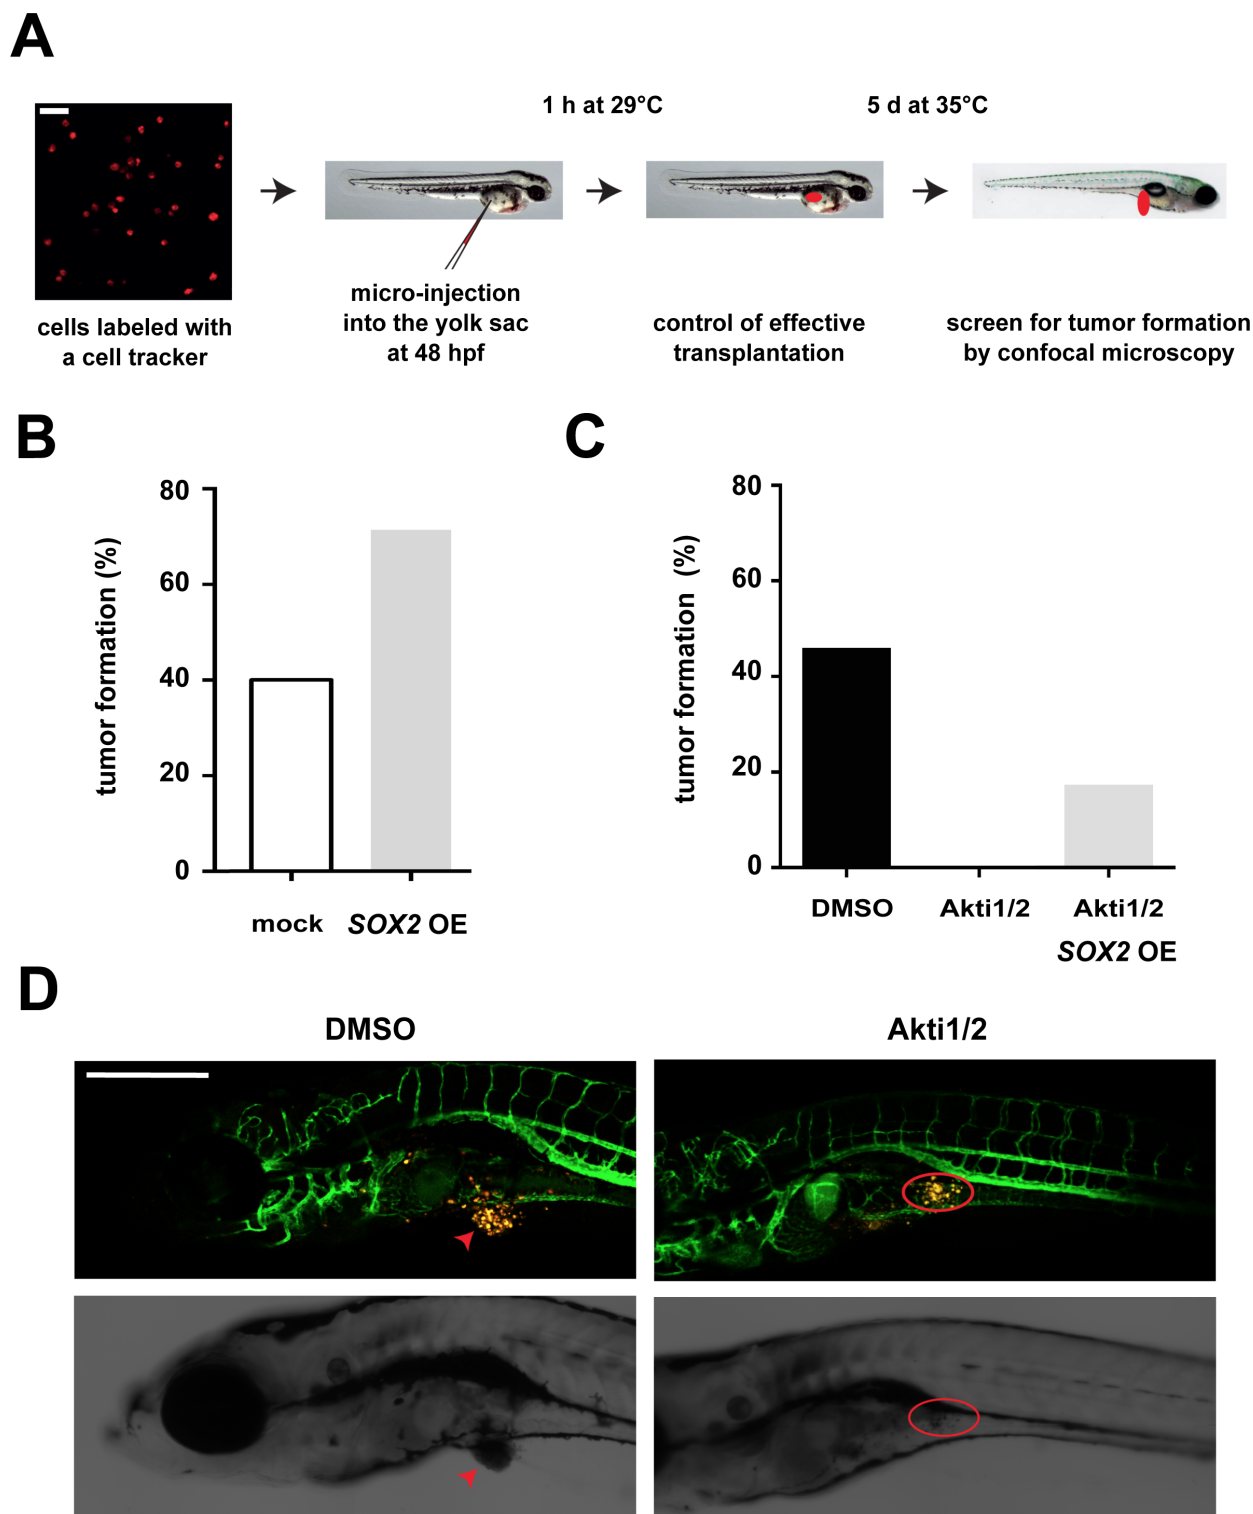 A
1 h at 29°C
5 d at 35°C
cells labeled with
a cell tracker
micro-injection
into the yolk sac
at 48 hpf
control of effective
transplantation
screen for tumor formation
by confocal microscopy
B
tumor formation (%)
80
60
40
20
0
mock
SOX2 OE
C
tumor formation (%)
80
60
40
20
0
DMSO
Akti1/2
Akti1/2
SOX2 OE
D
DMSO
Akti1/2